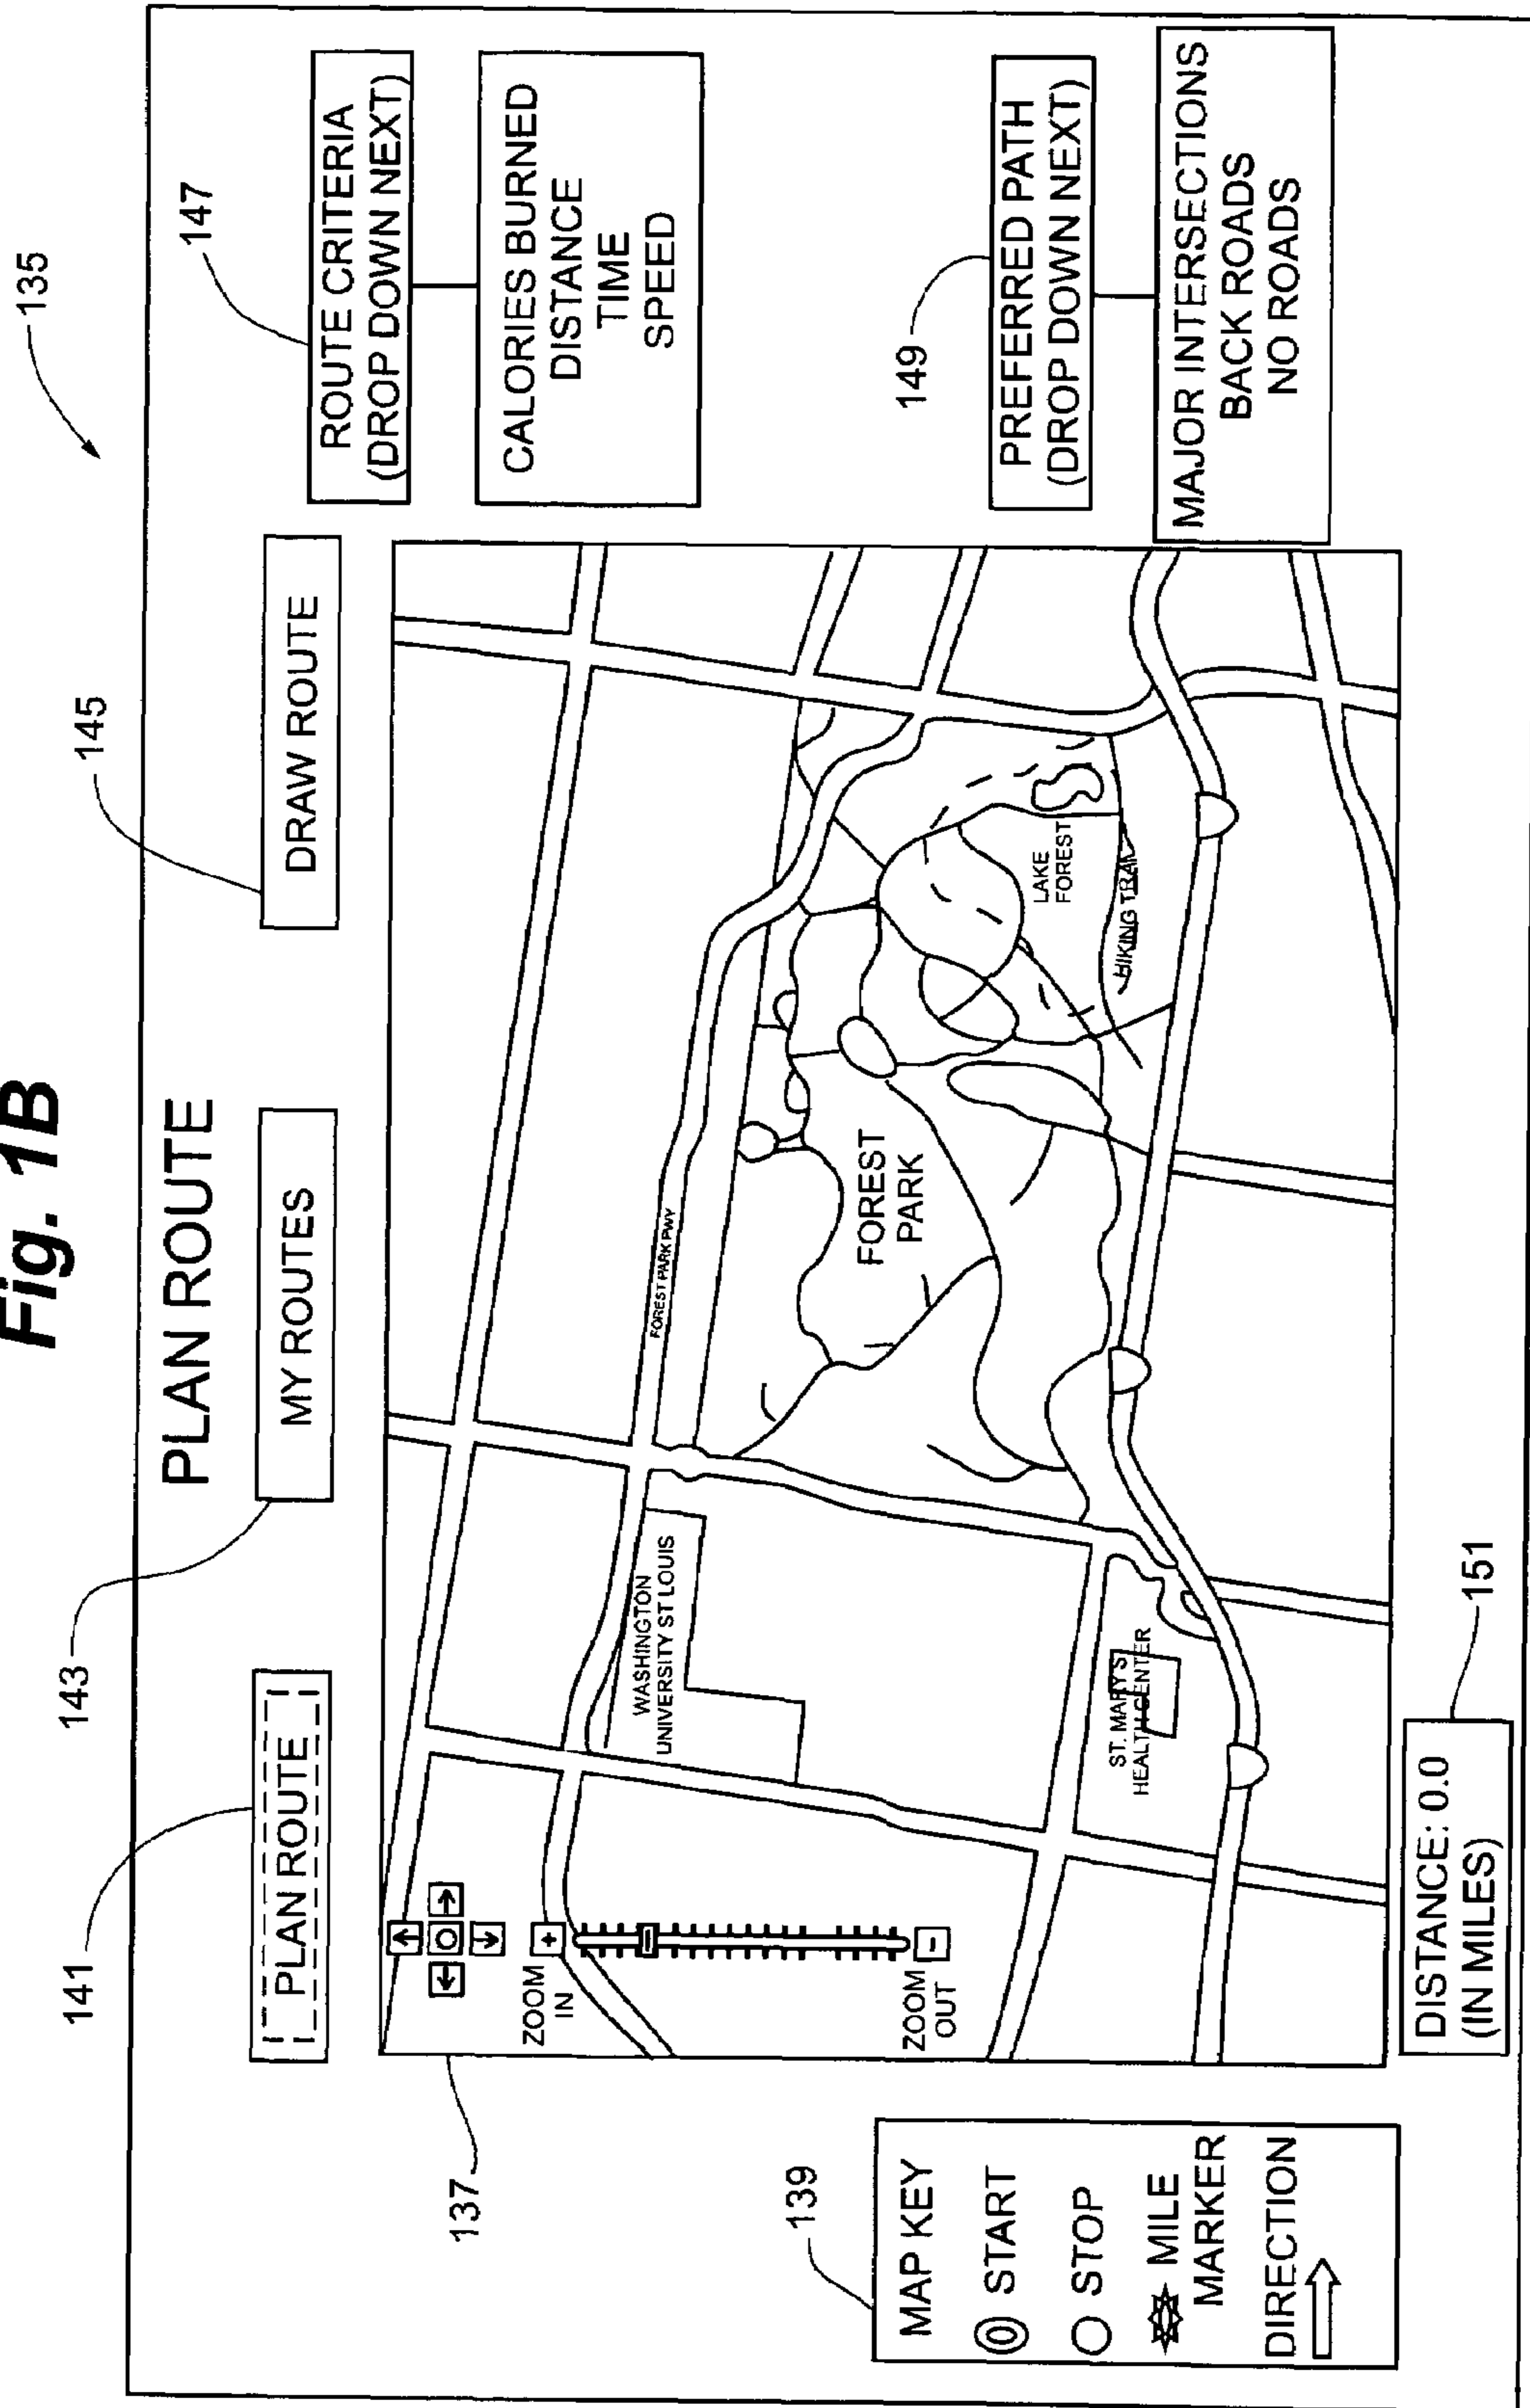 Fig. 1B
135
PLAN ROUTE
141
143
145
147
PLAN ROUTE
MY ROUTES
DRAW ROUTE
ROUTE CRITERIA
(DROP DOWN NEXT)
CALORIES BURNED
DISTANCE
TIME
SPEED
149
PREFERRED PATH
(DROP DOWN NEXT)
MAJOR INTERSECTIONS
BACK ROADS
NO ROADS
137
ZOOM
IN
+
ZOOM
OUT
-
FOREST PARK PWY
WASHINGTON
UNIVERSITY ST LOUIS
FOREST
PARK
LAKE
FOREST
HIKING TRAIL
ST. MARY'S
HEALTH CENTER
139
MAP KEY
START
STOP
MILE
MARKER
DIRECTION
DISTANCE: 0.0
(IN MILES)
151